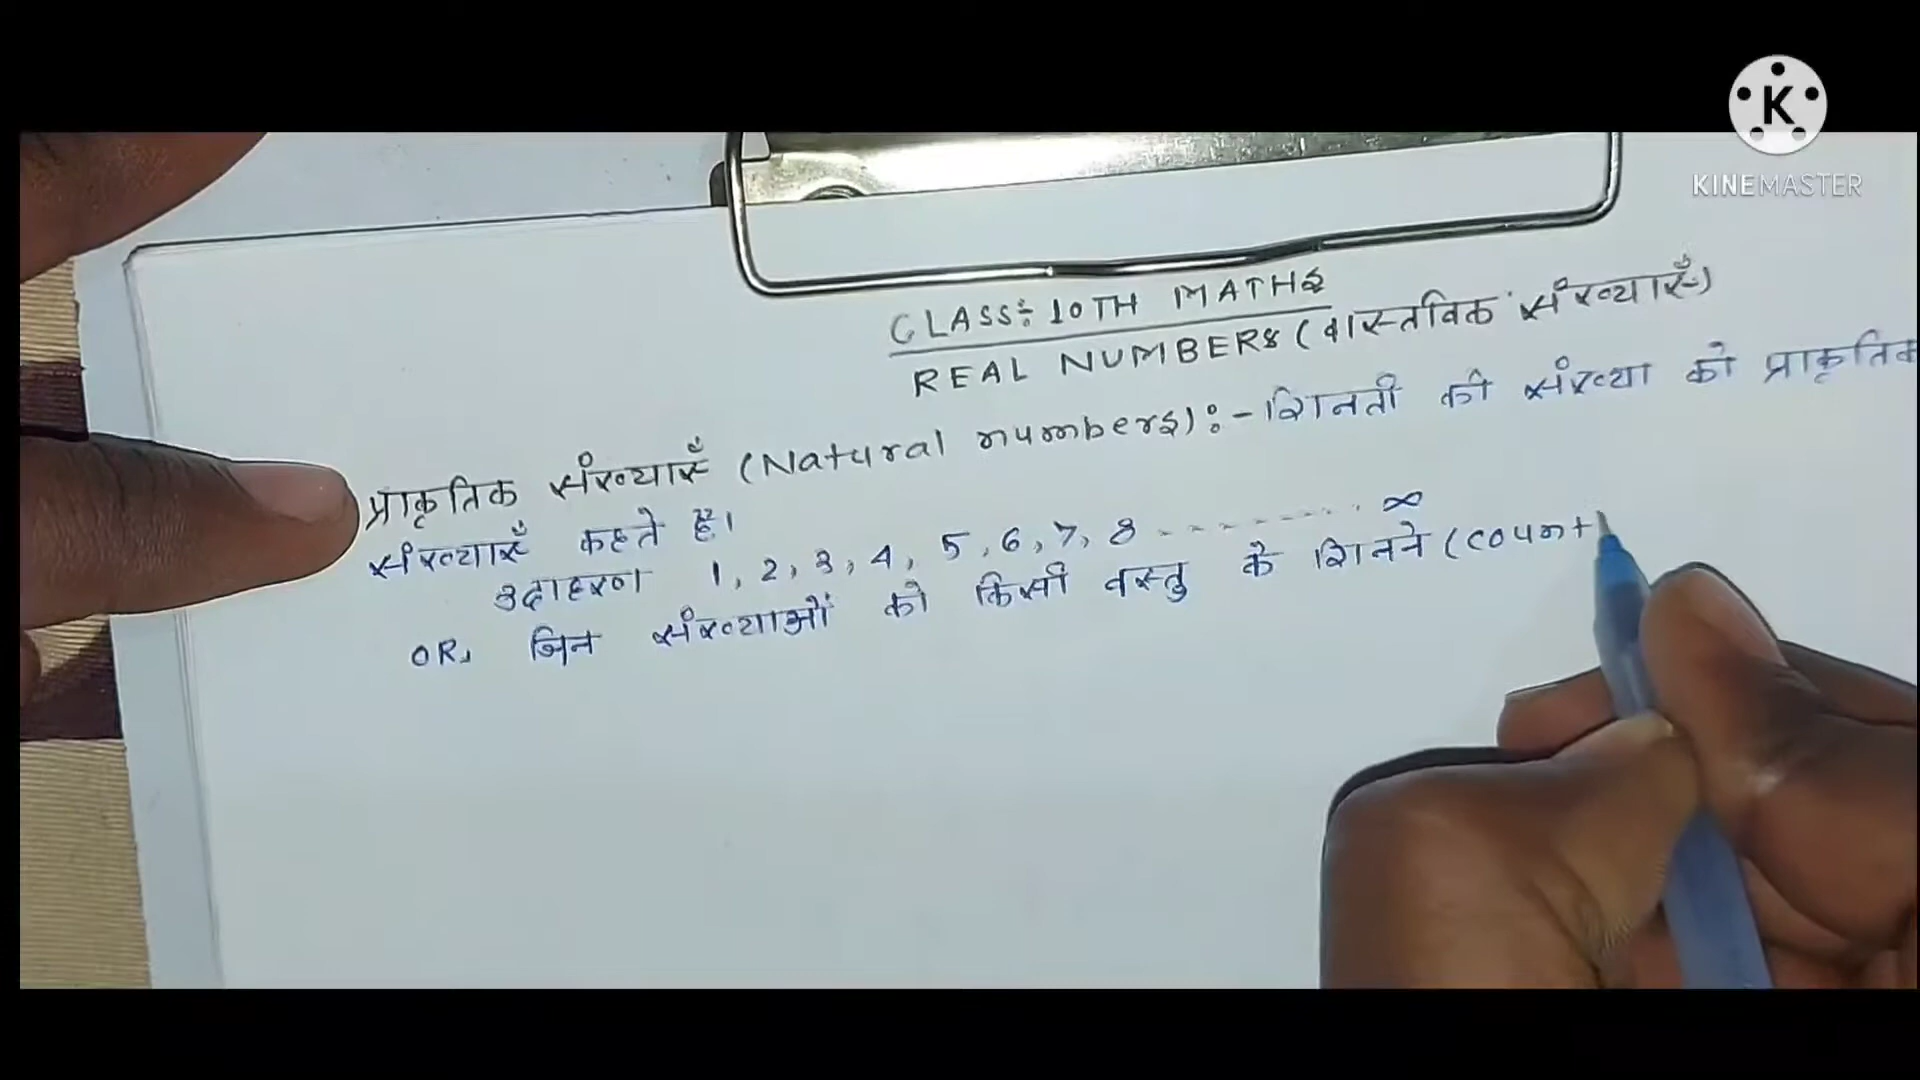 K
KINEMASTER
CLASS:- 10TH MATHS
REAL NUMBERS (वास्तविक संख्याएँ)
प्राकृतिक संख्याएँ (Natural numbers):- गिनती की संख्या को प्राकृतिक
संख्याएँ कहते हैं।
उदाहरण 1, 2, 3, 4, 5, 6, 7, 8 ---------- ∞
OR, जिन संख्याओं को किसी वस्तु के गिनने (count